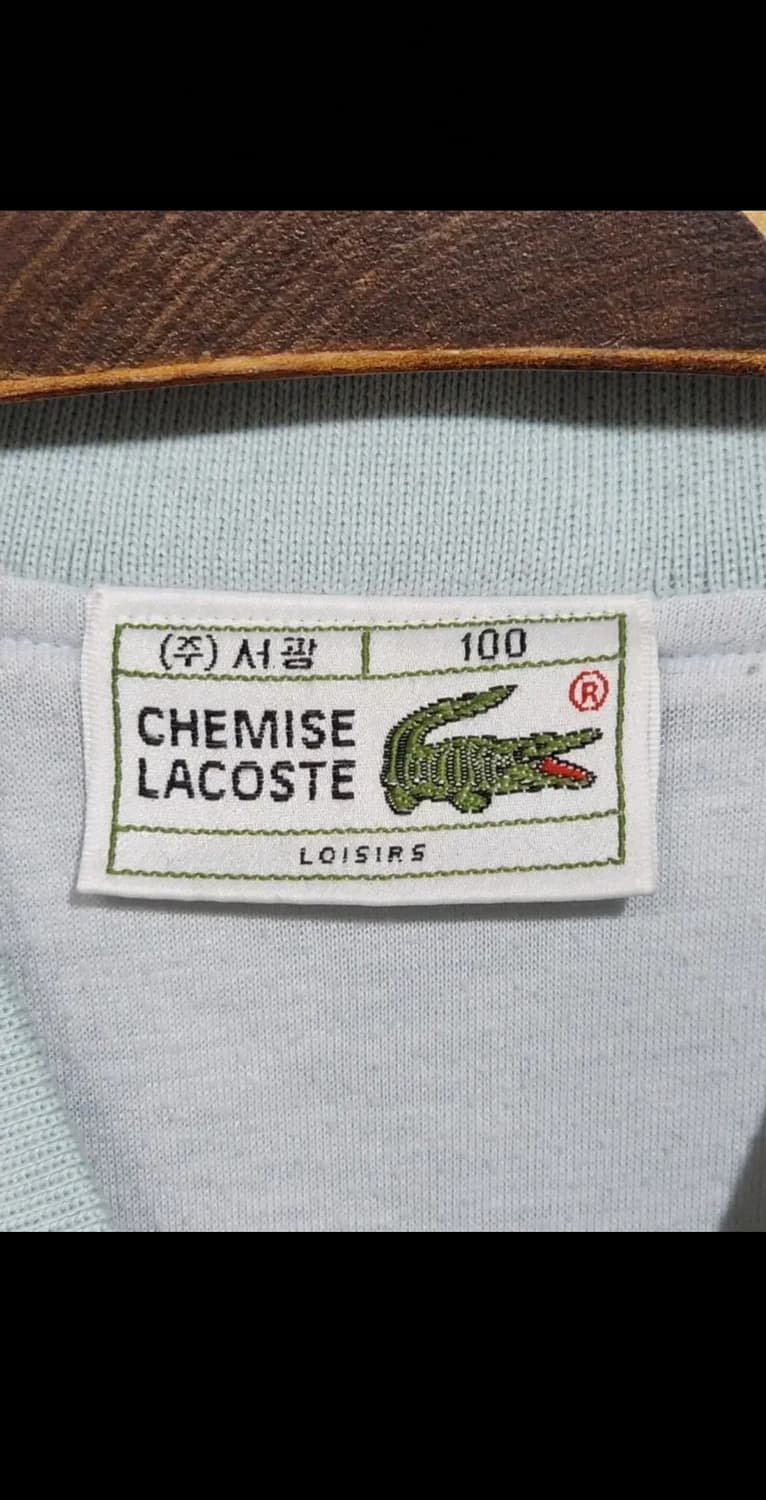 (주) 서광 100
CHEMISE
LACOSTE
®
LOISIRS